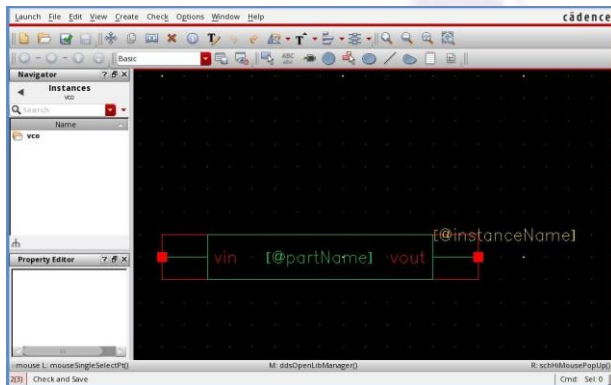 Launch File Edit View Create Check Options Window Help cādence
Basic
Navigator
Instances
vco
Search
Name
vco
Property Editor
[@instanceName]
vin [@partName] vout
mouse L: mouseSingleSelectPt() M: ddsOpenLibManager() R: schHiMousePopUp()
2(3) Check and Save Cmd: Sel: 0